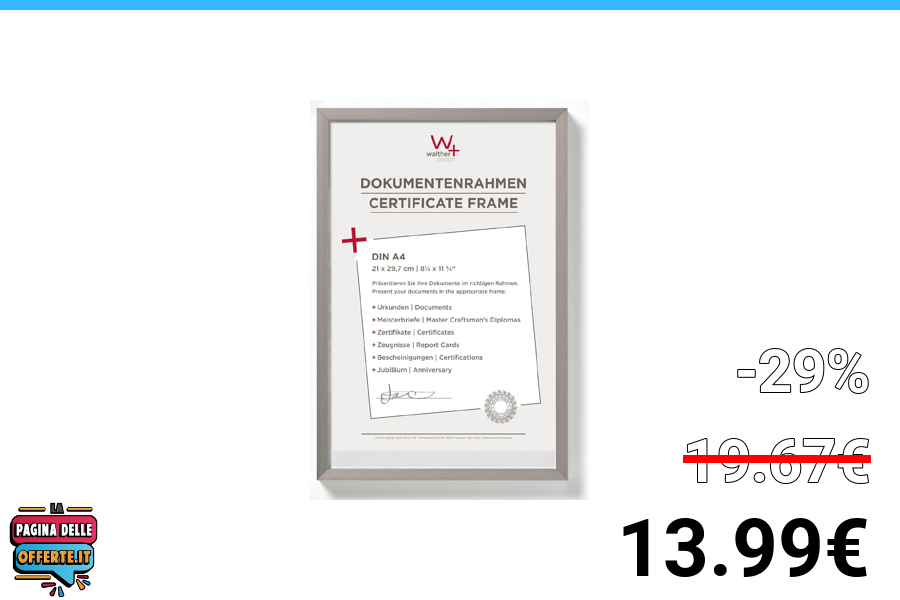 W+
walther
design
DOKUMENTENRAHMEN
CERTIFICATE FRAME
DIN A4
21 x 29,7 cm | 8¼ x 11 ¾"
Präsentieren Sie Ihre Dokumente im richtigen Rahmen.
Present your documents in the appropriate frame.
+ Urkunden | Documents
+ Meisterbriefe | Master Craftsman's Diplomas
+ Zertifikate | Certificates
+ Zeugnisse | Report Cards
+ Bescheinigungen | Certifications
+ Jubiläum | Anniversary
-29%
19.67€
13.99€
LA
PAGINA DELLE
OFFERTE.IT